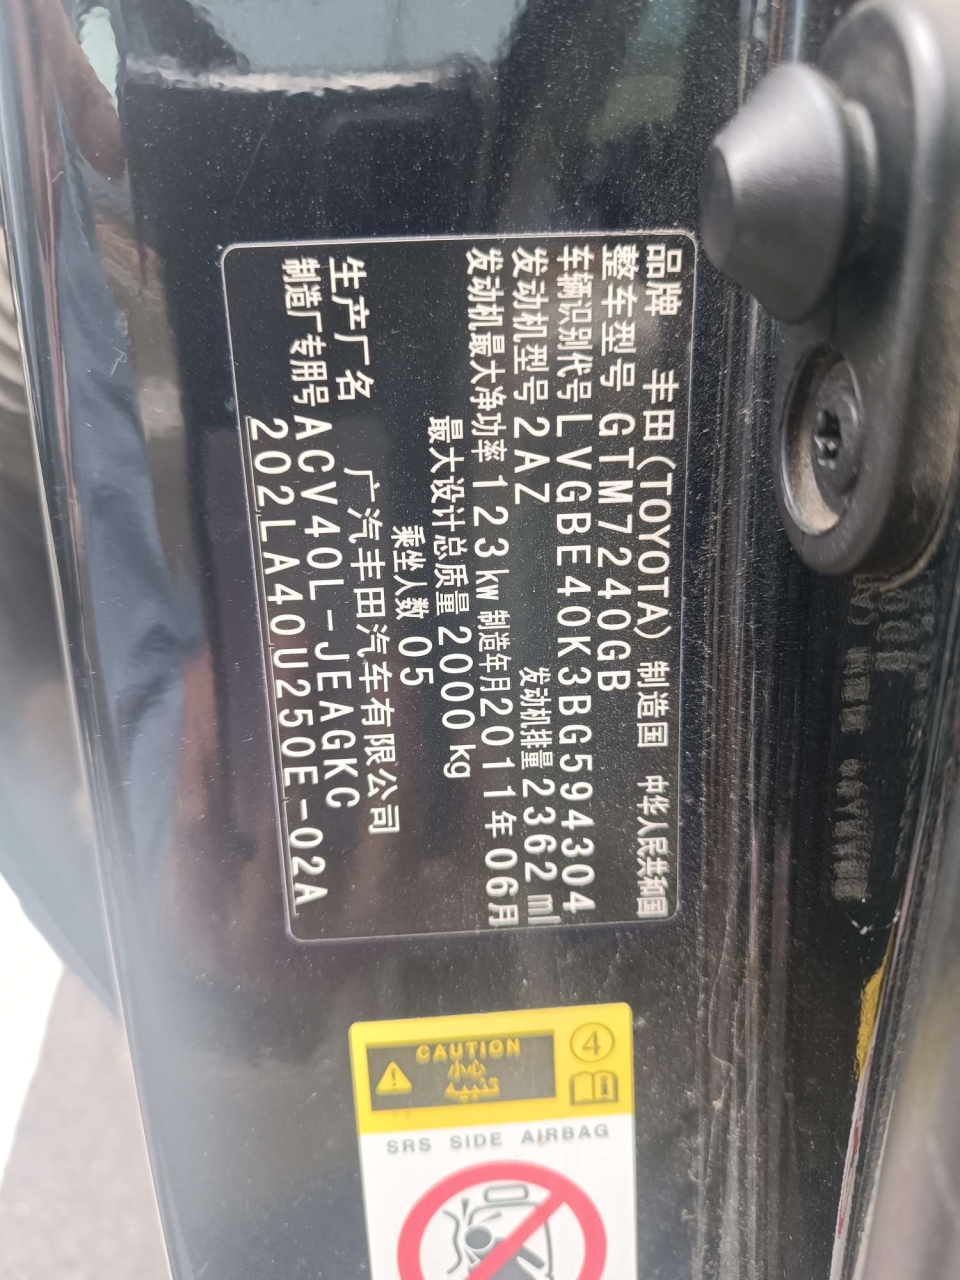 品牌 丰田(TOYOTA) 制造国 中华人民共和国
整车型号 GTM7240GB
车辆识别代号 LVGBE40K3BG594304
发动机型号 2AZ 发动机排量 2362 ml
发动机最大净功率 123 kw 制造年月 2011年06月
最大设计总质量 2000 kg
乘坐人数 05
生产厂名 广汽丰田汽车有限公司
制造厂专用号 ACV40L-JEAGKC
202LA40U250E-02A
CAUTION
小心
4
SRS SIDE AIRBAG